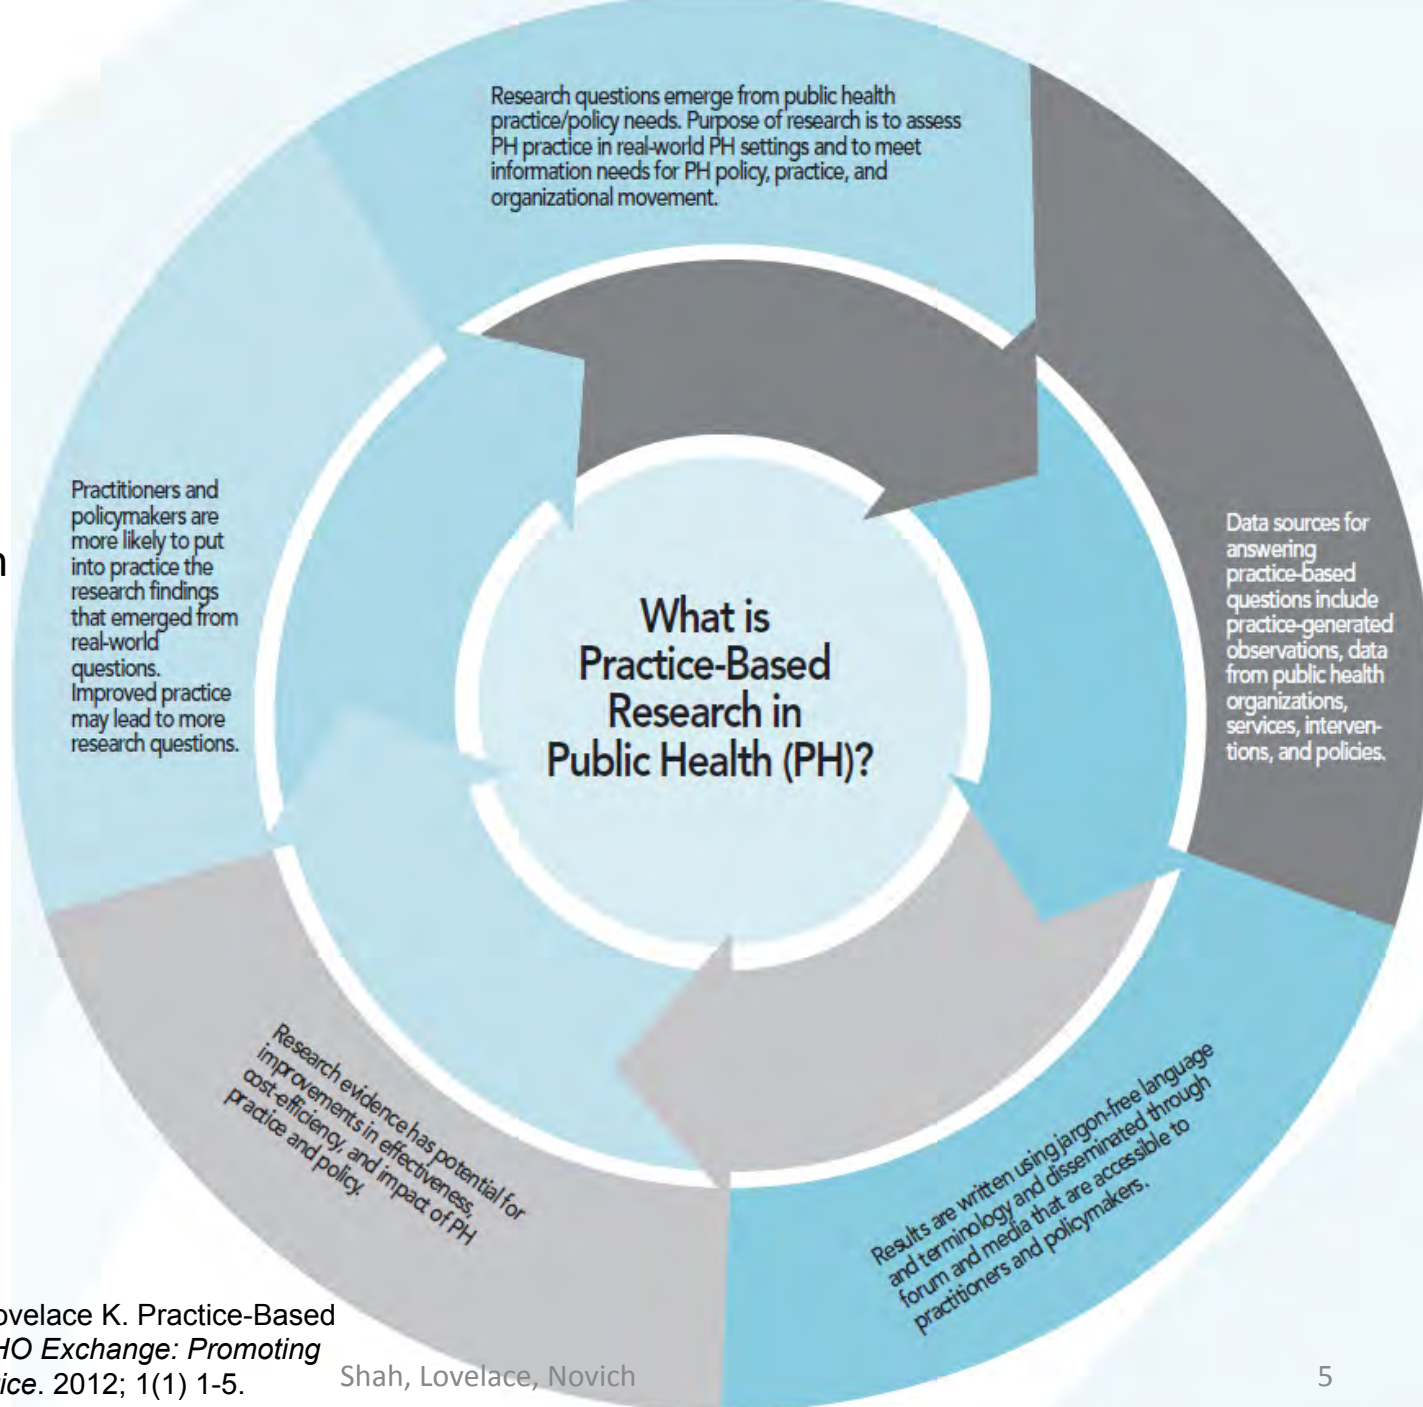 Research questions emerge from public health
practice/policy needs. Purpose of research is to assess
PH practice in real-world PH settings and to meet
information needs for PH policy, practice, and
organizational movement.
Data sources for
answering
practice-based
questions include
practice-generated
observations, data
from public health
organizations,
services, interven-
tions, and policies.
Results are written using jargon-free language
and terminology and disseminated through
forum and media that are accessible to
practitioners and policymakers.
Research evidence has potential for
improvements in effectiveness,
cost-efficiency, and impact of PH
practice and policy.
Practitioners and
policymakers are
more likely to put
into practice the
research findings
that emerged from
real-world
questions.
Improved practice
may lead to more
research questions.
What is
Practice-Based
Research in
Public Health (PH)?
ovelace K. Practice-Based
HO Exchange: Promoting
tice. 2012; 1(1) 1-5.
Shah, Lovelace, Novich
5